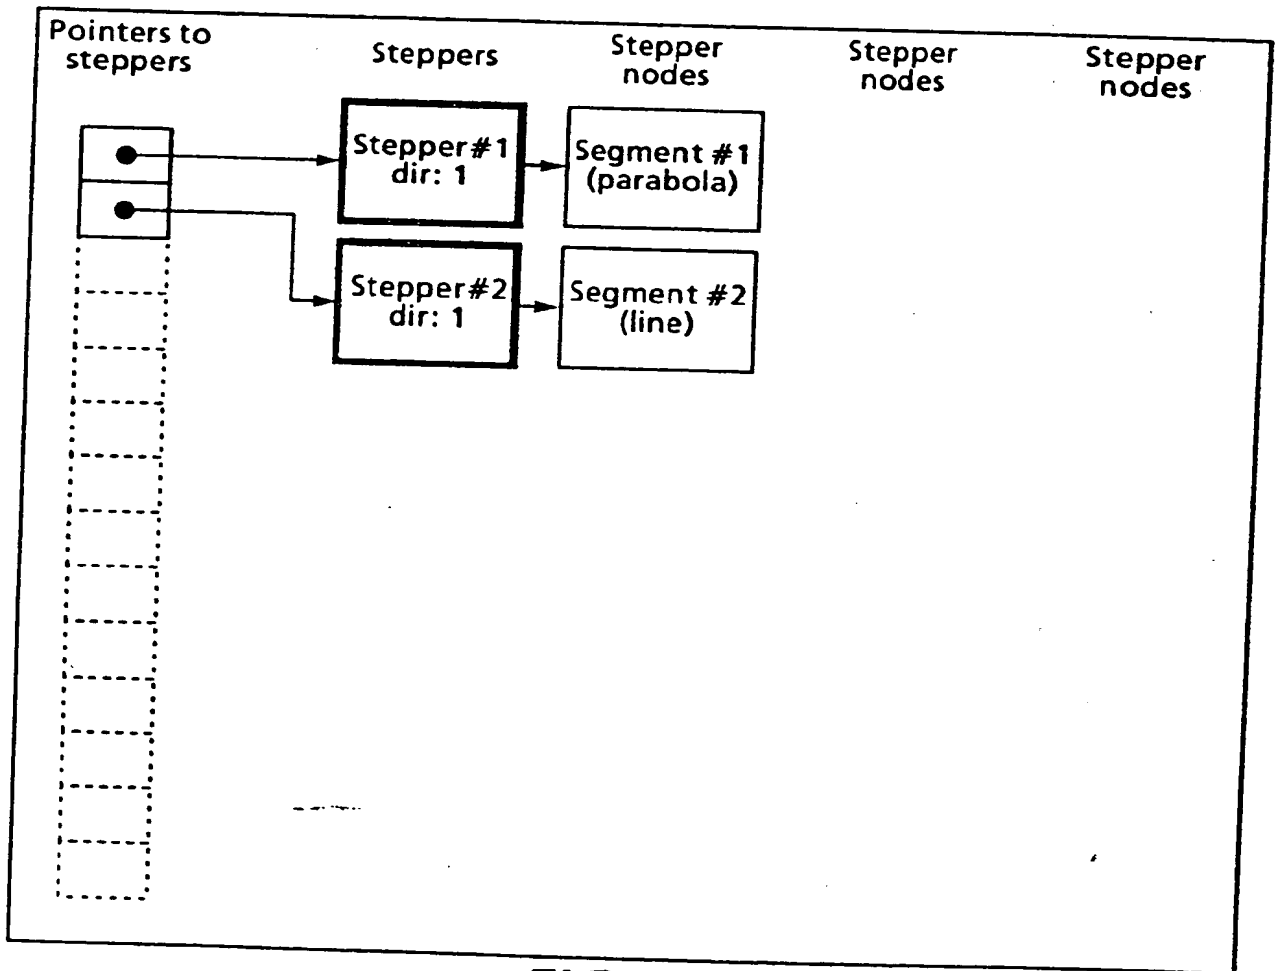 Pointers to
steppers
Steppers
Stepper
nodes
Stepper
nodes
Stepper
nodes
Stepper#1
dir: 1
Segment #1
(parabola)
Stepper#2
dir: 1
Segment #2
(line)